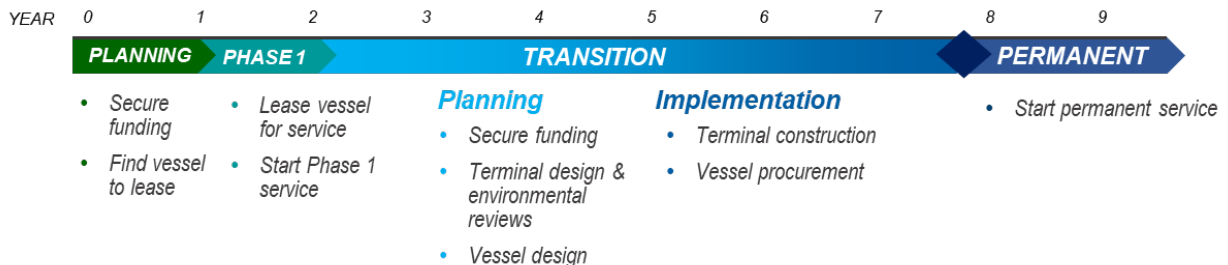 YEAR 0 1 2 3 4 5 6 7 8 9
PLANNING PHASE 1 TRANSITION PERMANENT
• Secure funding
• Find vessel to lease
• Lease vessel for service
• Start Phase 1 service
Planning
• Secure funding
• Terminal design & environmental reviews
• Vessel design
Implementation
• Terminal construction
• Vessel procurement
• Start permanent service